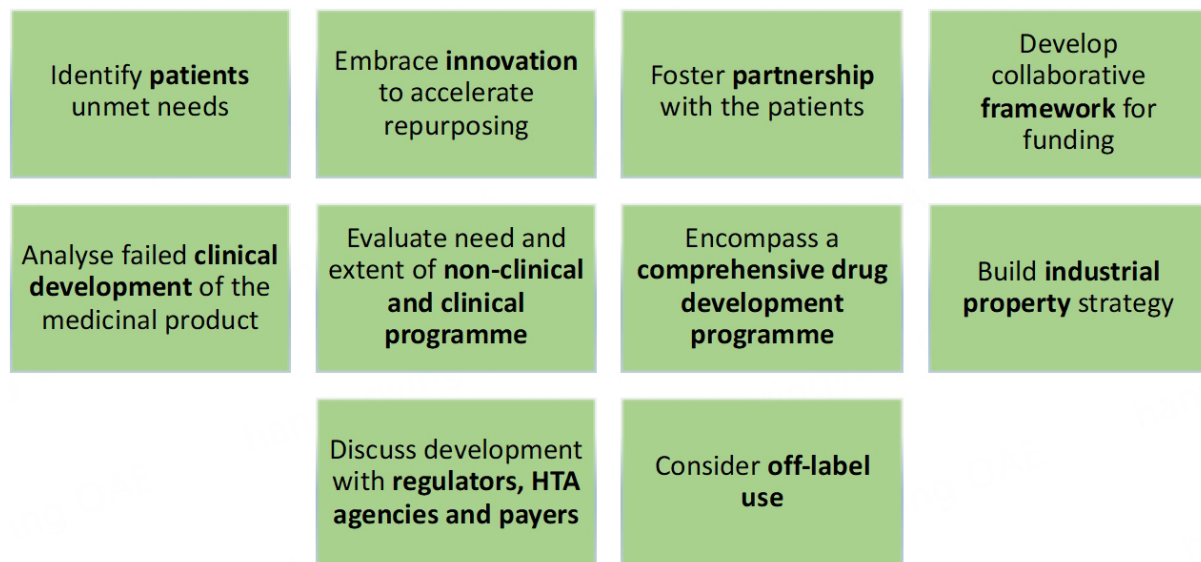 Identify patients
unmet needs
Embrace innovation
to accelerate
repurposing
Foster partnership
with the patients
Develop
collaborative
framework for
funding
Analyse failed clinical
development of the
medicinal product
Evaluate need and
extent of non-clinical
and clinical
programme
Encompass a
comprehensive drug
development
programme
Build industrial
property strategy
Discuss development
with regulators, HTA
agencies and payers
Consider off-label
use